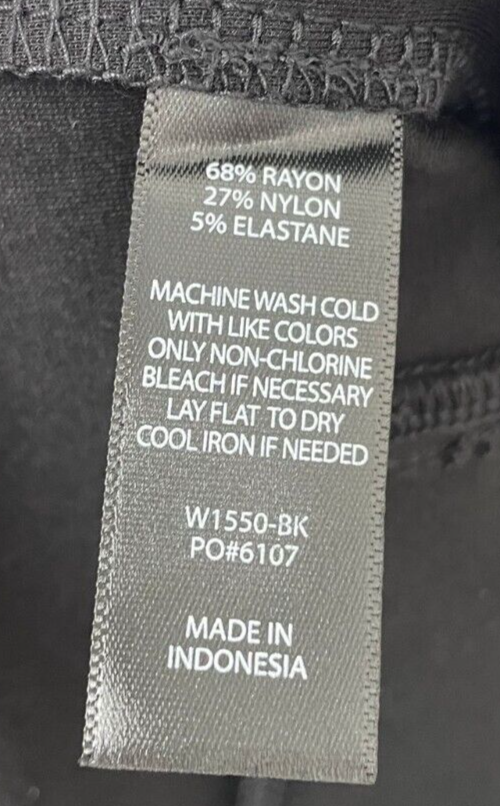 68% RAYON
27% NYLON
5% ELASTANE
MACHINE WASH COLD
WITH LIKE COLORS
ONLY NON-CHLORINE
BLEACH IF NECESSARY
LAY FLAT TO DRY
COOL IRON IF NEEDED
W1550-BK
PO#6107
MADE IN
INDONESIA